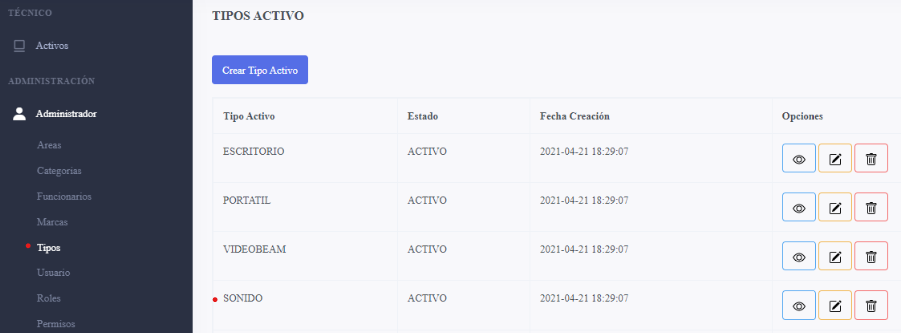 TÉCNICO
Activos
ADMINISTRACIÓN
Administrador
Areas
Categorias
Funcionarios
Marcas
Tipos
Usuario
Roles
Permisos
TIPOS ACTIVO
Crear Tipo Activo
Tipo Activo Estado Fecha Creación Opciones
ESCRITORIO ACTIVO 2021-04-21 18:29:07
PORTATIL ACTIVO 2021-04-21 18:29:07
VIDEOBEAM ACTIVO 2021-04-21 18:29:07
SONIDO ACTIVO 2021-04-21 18:29:07